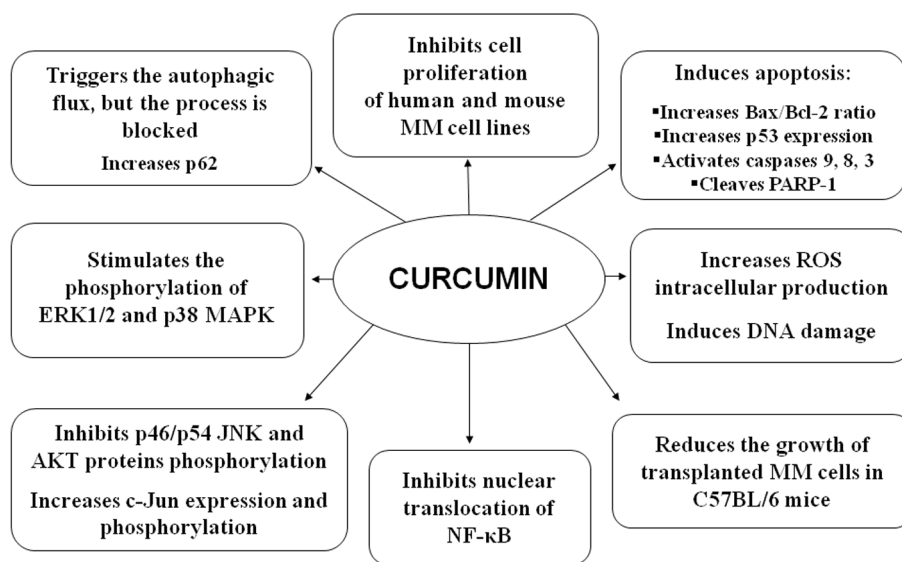 Triggers the autophagic
flux, but the process is
blocked
Increases p62
Inhibits cell
proliferation
of human and mouse
MM cell lines
Induces apoptosis:
▪Increases Bax/Bcl-2 ratio
▪Increases p53 expression
▪Activates caspases 9, 8, 3
▪Cleaves PARP-1
Stimulates the
phosphorylation of
ERK1/2 and p38 MAPK
CURCUMIN
Increases ROS
intracellular production
Induces DNA damage
Inhibits p46/p54 JNK and
AKT proteins phosphorylation
Increases c-Jun expression and
phosphorylation
Inhibits nuclear
translocation of
NF-κB
Reduces the growth of
transplanted MM cells in
C57BL/6 mice